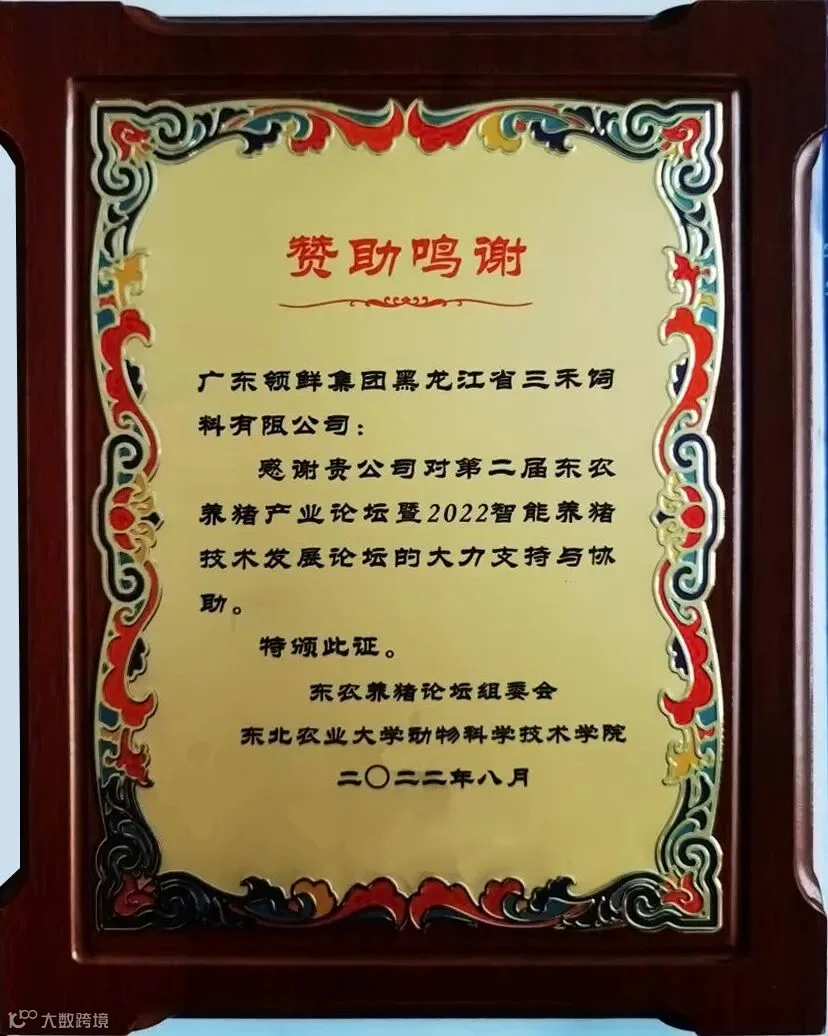 赞助鸣谢
广东领鲜集团黑龙江省三禾饲
料有限公司：
感谢贵公司对第二届东农
养猪产业论坛暨2022智能养猪
技术发展论坛的大力支持与协
助。
特颁此证。
东农养猪论坛组委会
东北农业大学动物科学技术学院
二〇二二年八月
大数跨境